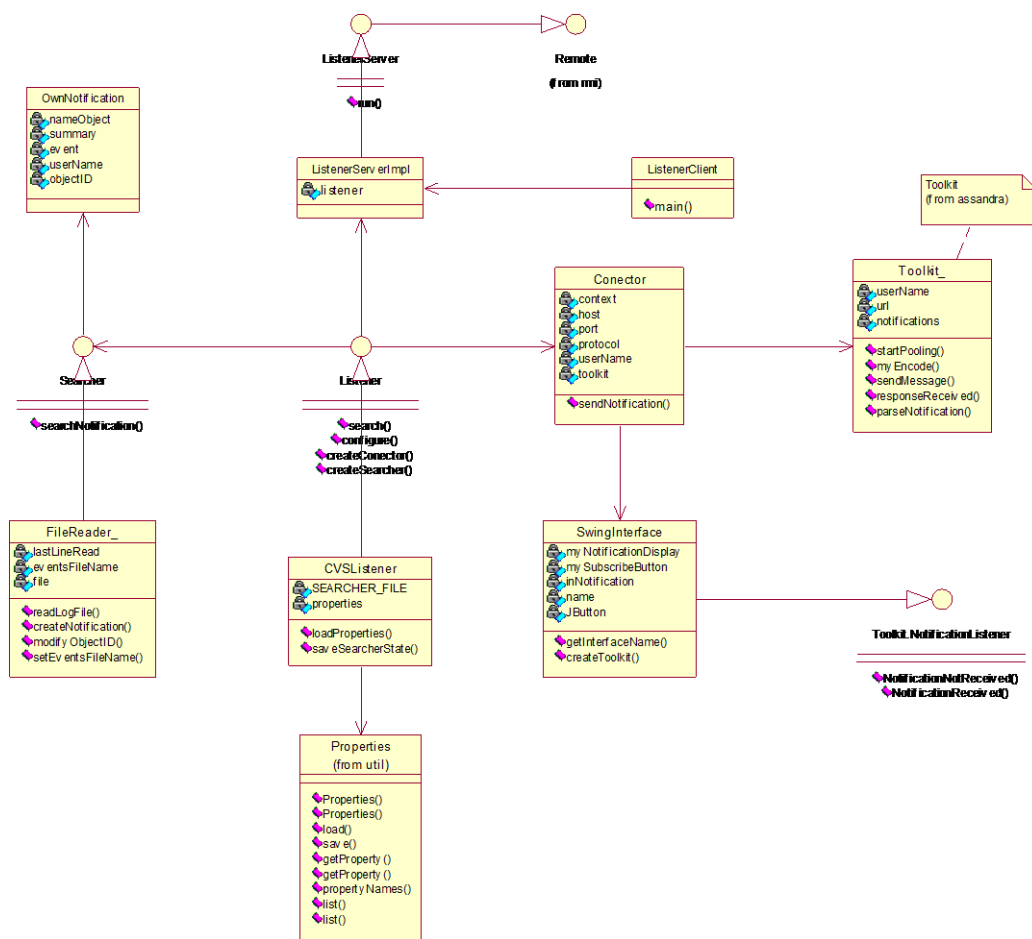 ListenerServer
run()
Remote
(from rmi)
OwnNotification
nameObject
summary
event
userName
objectID
ListenerServerImpl
listener
ListenerClient
main()
Toolkit
(from assandra)
Conector
context
host
port
protocol
userName
toolkit
sendNotification()
Toolkit_
userName
url
notifications
startPooling()
myEncode()
sendMessage()
responseReceived()
parseNotification()
Searcher
searchNotification()
Listener
search()
configure()
createConector()
createSearcher()
FileReader_
lastLineRead
eventsFileName
file
readLogFile()
createNotification()
modifyObjectID()
setEventsFileName()
CVSListener
SEARCHER_FILE
properties
loadProperties()
saveSearcherState()
SwingInterface
myNotificationDisplay
mySubscribeButton
inNotification
name
JButton
getInterfaceName()
createToolkit()
Toolkit.NotificationListener
NotificationNotReceived()
NotificationReceived()
Properties
(from util)
Properties()
Properties()
load()
save()
getProperty()
getProperty()
propertyNames()
list()
list()